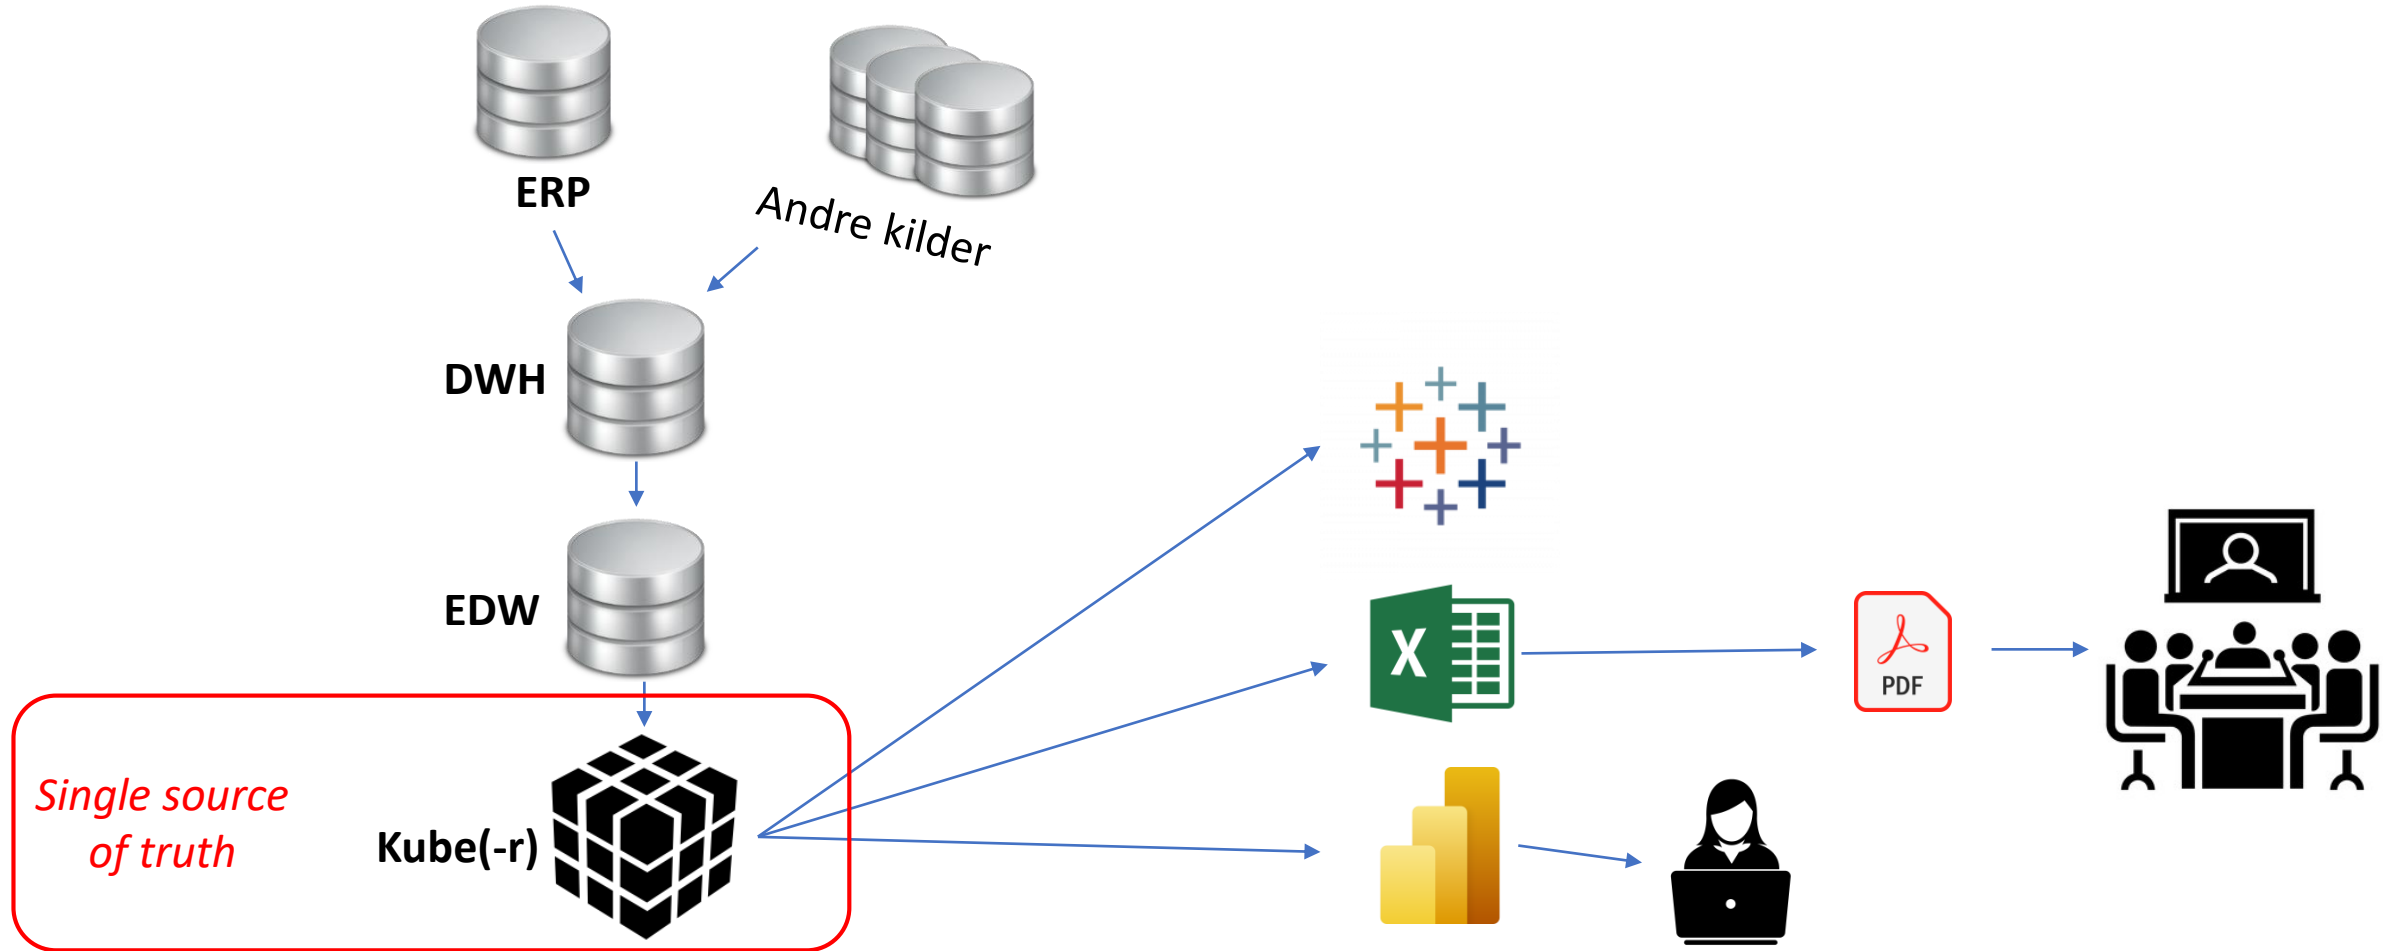 ERP
Andre kilder
DWH
EDW
X
PDF
Single source
of truth
Kube(-r)